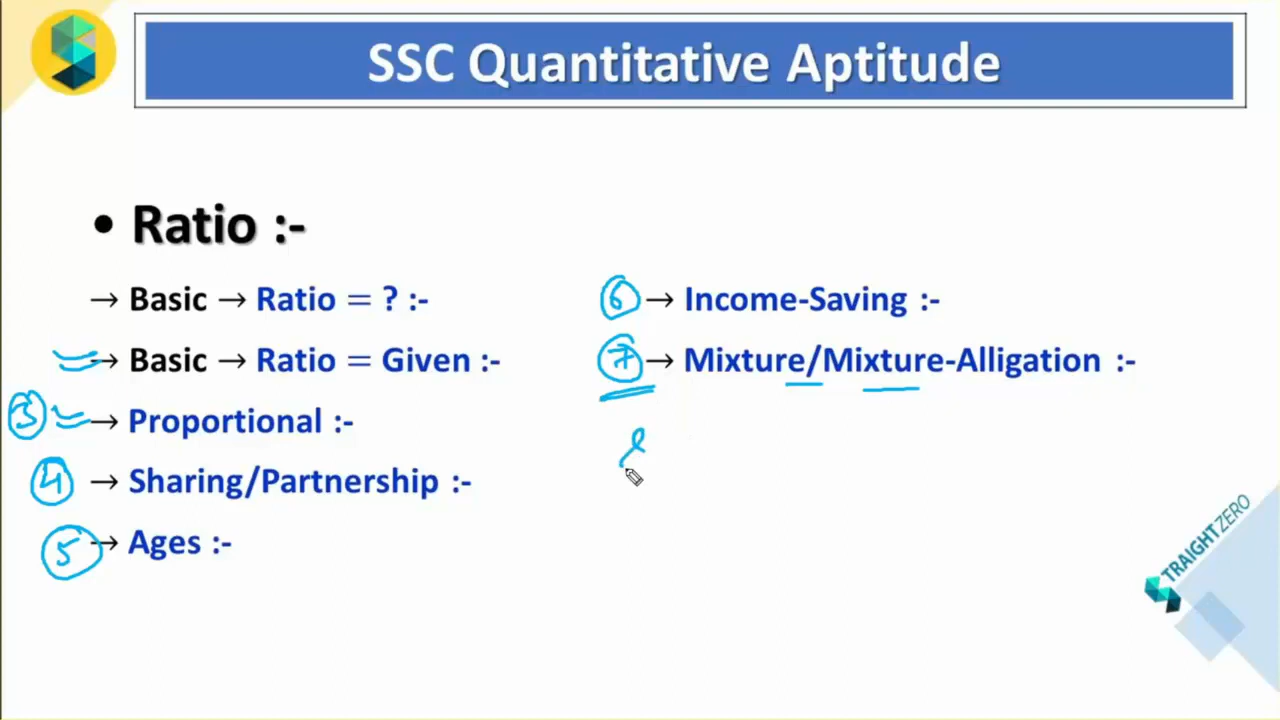 SSC Quantitative Aptitude
• Ratio :-
→ Basic → Ratio = ? :-
→ Basic → Ratio = Given :-
③ → Proportional :-
④ → Sharing/Partnership :-
⑤ → Ages :-
⑥ → Income-Saving :-
⑦ → Mixture/Mixture-Alligation :-
TRAIGHTZERO